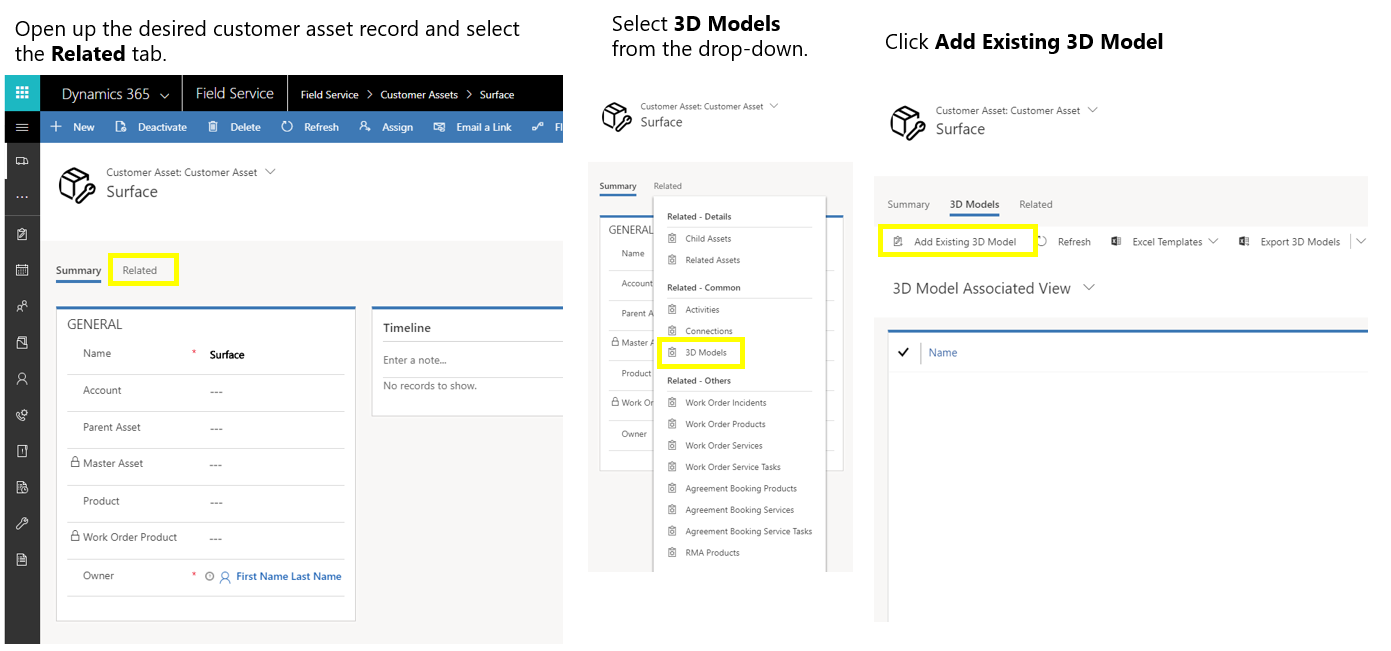 Open up the desired customer asset record and select
the Related tab.
Dynamics 365
Field Service
Field Service > Customer Assets > Surface
New
Deactivate
Delete
Refresh
Assign
Email a Link
Customer Asset: Customer Asset
Surface
Summary
Related
GENERAL
Name * Surface
Account ---
Parent Asset ---
Master Asset ---
Product ---
Work Order Product ---
Owner * First Name Last Name
Timeline
Enter a note...
No records to show.
Select 3D Models
from the drop-down.
Customer Asset: Customer Asset
Surface
Summary
Related
GENERAL
Name
Account
Parent A
Master A
Product
Work Or
Owner
Related - Details
Child Assets
Related Assets
Related - Common
Activities
Connections
3D Models
Related - Others
Work Order Incidents
Work Order Products
Work Order Services
Work Order Service Tasks
Agreement Booking Products
Agreement Booking Services
Agreement Booking Service Tasks
RMA Products
Click Add Existing 3D Model
Customer Asset: Customer Asset
Surface
Summary
3D Models
Related
Add Existing 3D Model
Refresh
Excel Templates
Export 3D Models
3D Model Associated View
Name